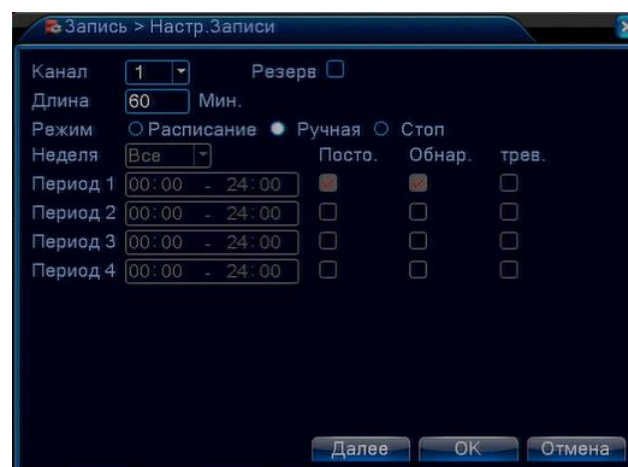 Запись > Настр.Записи
Канал 1 Резерв
Длина 60 Мин.
Режим Расписание Ручная Стоп
Неделя Все Посто. Обнар. трев.
Период 1 00:00 - 24:00
Период 2 00:00 - 24:00
Период 3 00:00 - 24:00
Период 4 00:00 - 24:00
Далее OK Отмена